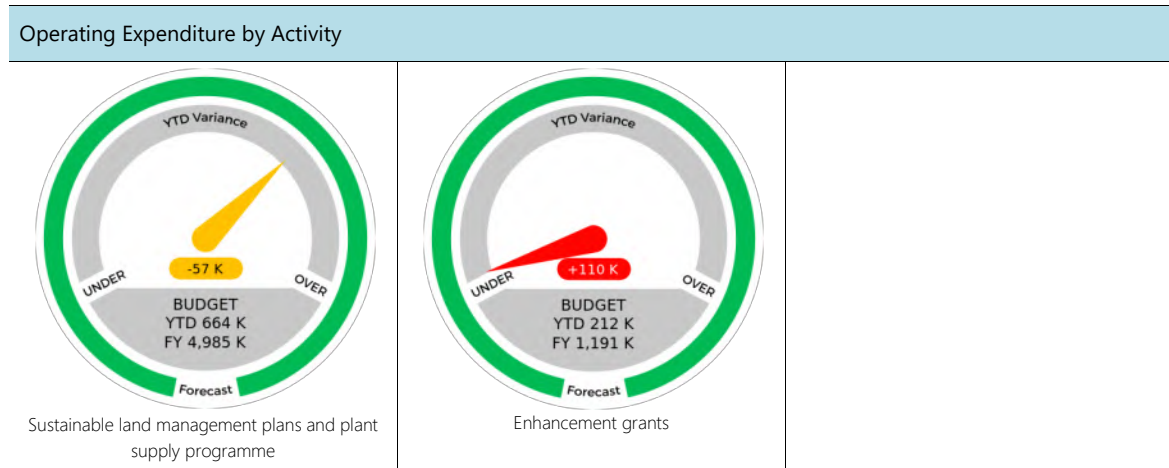 Operating Expenditure by Activity
YTD Variance
-57 K
UNDER
OVER
BUDGET
YTD 664 K
FY 4,985 K
Forecast
Sustainable land management plans and plant
supply programme
YTD Variance
+110 K
UNDER
OVER
BUDGET
YTD 212 K
FY 1,191 K
Forecast
Enhancement grants